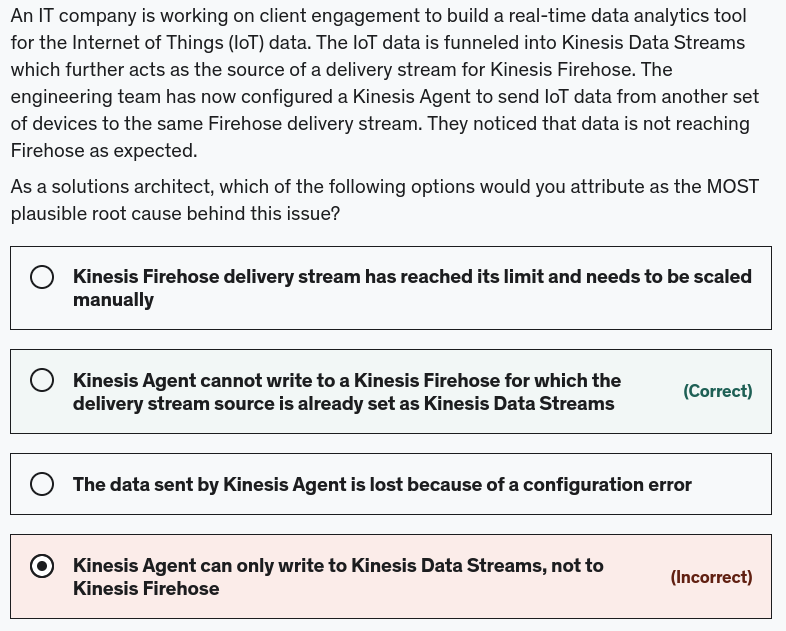 An IT company is working on client engagement to build a real-time data analytics tool
for the Internet of Things (IoT) data. The IoT data is funneled into Kinesis Data Streams
which further acts as the source of a delivery stream for Kinesis Firehose. The
engineering team has now configured a Kinesis Agent to send IoT data from another set
of devices to the same Firehose delivery stream. They noticed that data is not reaching
Firehose as expected.
As a solutions architect, which of the following options would you attribute as the MOST
plausible root cause behind this issue?
Kinesis Firehose delivery stream has reached its limit and needs to be scaled
manually
Kinesis Agent cannot write to a Kinesis Firehose for which the
delivery stream source is already set as Kinesis Data Streams
(Correct)
The data sent by Kinesis Agent is lost because of a configuration error
Kinesis Agent can only write to Kinesis Data Streams, not to
Kinesis Firehose
(Incorrect)